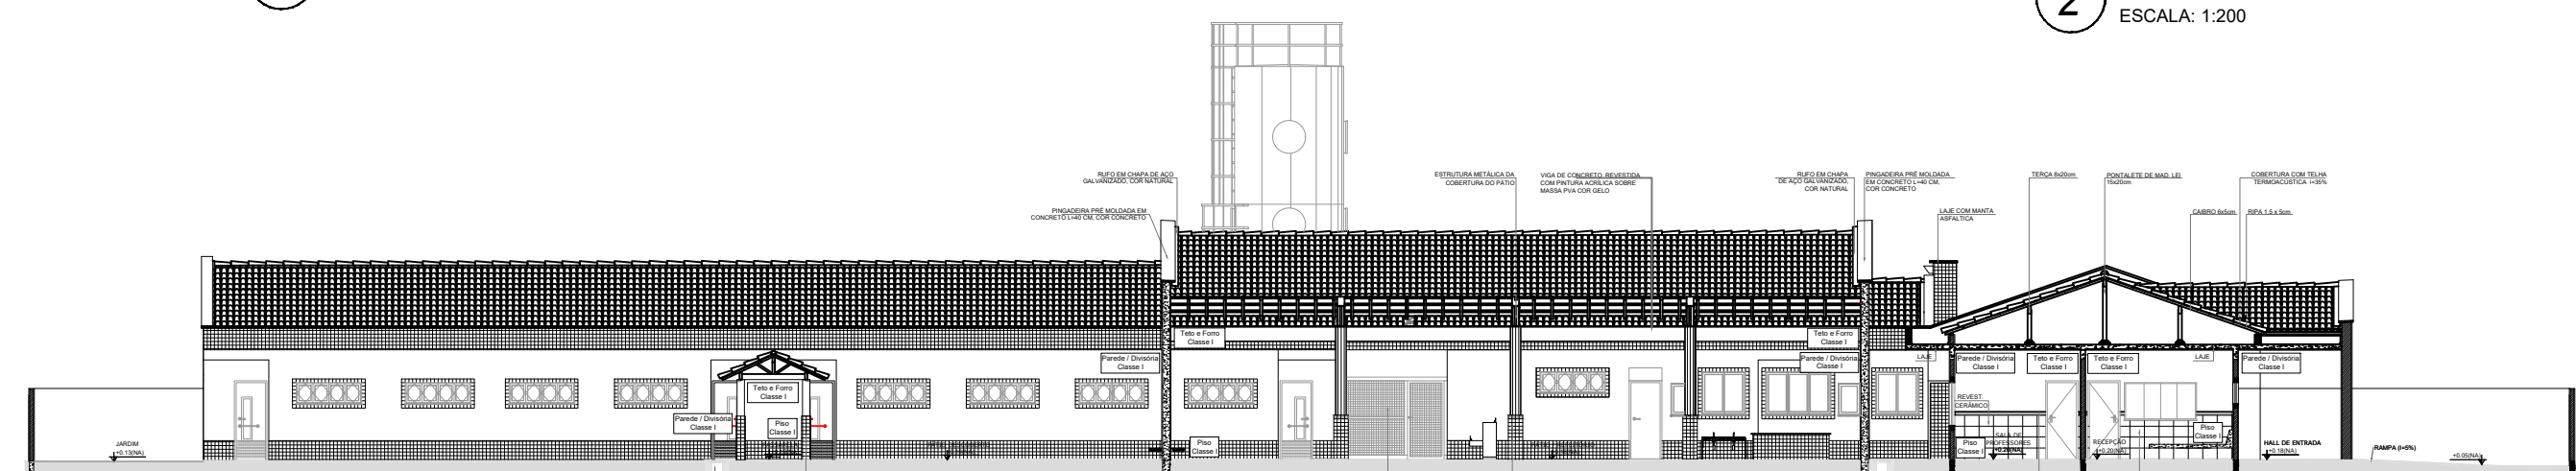 2
ESCALA: 1:200
RUFO EM CHAPA DE AÇO
GALVANIZADO, COR NATURAL
PINGADEIRA PRÉ MOLDADA EM
CONCRETO L=40 CM, COR CONCRETO
ESTRUTURA METÁLICA DA
COBERTURA DO PÁTIO
VIGA DE CONCRETO, REVESTIDA
COM PINTURA ACRÍLICA SOBRE
MASSA PVA COR GELO
RUFO EM CHAPA
DE AÇO GALVANIZADO,
COR NATURAL
PINGADEIRA PRÉ MOLDADA
EM CONCRETO L=40 CM,
COR CONCRETO
LAJE COM MANTA
ASFALTICA
TERÇA 8x20cm
PONTALETE DE MAD. LEI
15x20cm
CAIBRO 6x5cm
RIPA 1,5 x 5cm
COBERTURA COM TELHA
TERMOACÚSTICA i=35%
Teto e Forro
Classe I
Parede / Divisória
Classe I
Teto e Forro
Classe I
Parede / Divisória
Classe I
LAJE
Parede / Divisória
Classe I
Teto e Forro
Classe I
Teto e Forro
Classe I
LAJE
Parede / Divisória
Classe I
Teto e Forro
Classe I
Parede / Divisória
Classe I
Piso
Classe I
Piso
Classe I
REVEST.
CERÂMICO
Piso
Classe I
SALA DE
PROFESSORES
RECEPÇÃO
+0.20(NA)
Piso
Classe I
JARDIM
+0.13(NA)
HALL DE ENTRADA
+0.18(NA)
RAMPA (i=5%)
+0.05(NA)